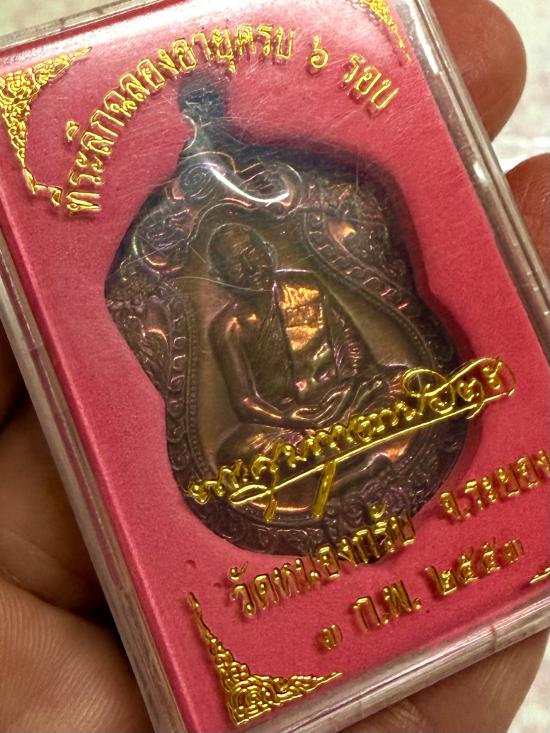 ที่ระลึกฉลองอายุครบ ๖ รอบ
วัดหนองกรับ จ.ระยอง
๓ ก.พ. ๒๕๕๓